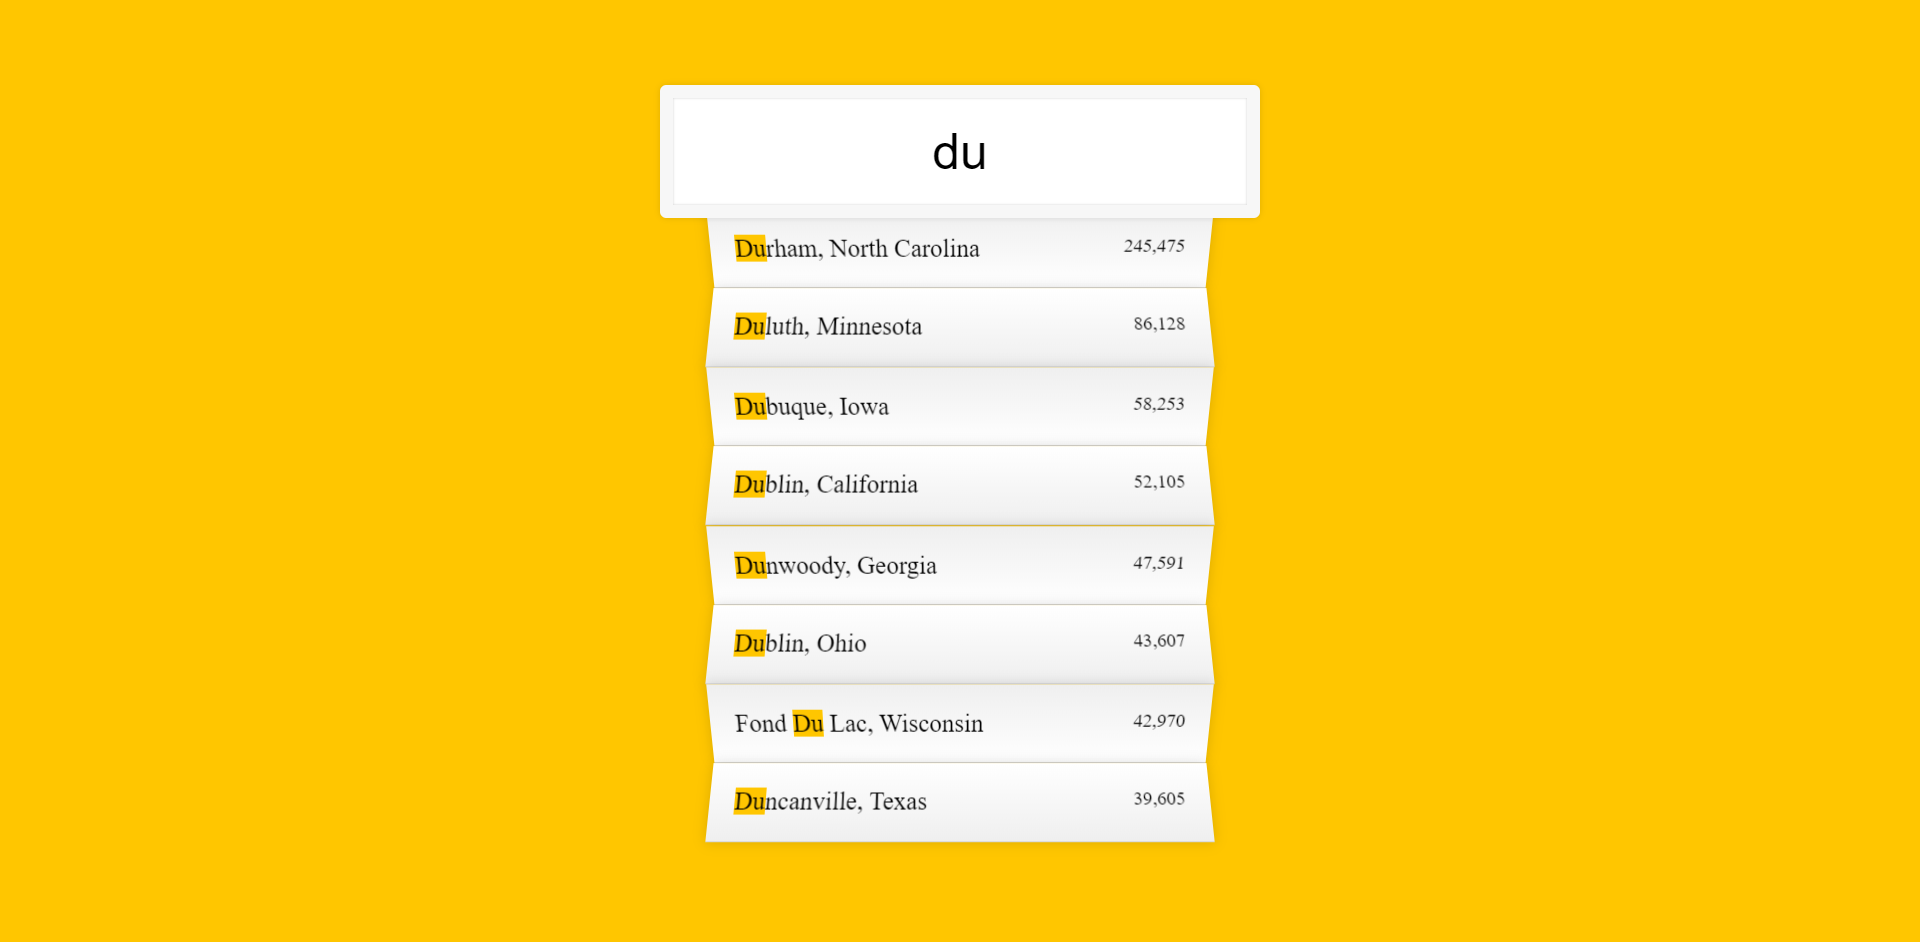 du
Durham, North Carolina 245,475
Duluth, Minnesota 86,128
Dubuque, Iowa 58,253
Dublin, California 52,105
Dunwoody, Georgia 47,591
Dublin, Ohio 43,607
Fond Du Lac, Wisconsin 42,970
Duncanville, Texas 39,605